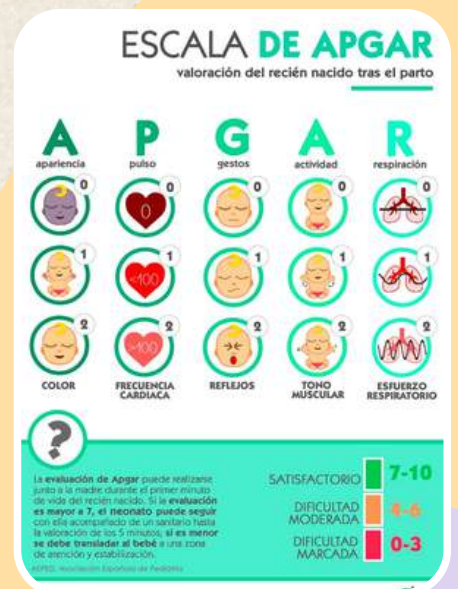 ESCALA DE APGAR
valoración del recién nacido tras el parto
A P G A R
apariencia pulso gestos actividad respiración
0 0 0 0 0
0
1 1 1 1 1
<100
2 2 2 2 2
>100
COLOR FRECUENCIA CARDIACA REFLEJOS TONO MUSCULAR ESFUERZO RESPIRATORIO
?
La evaluación de Apgar puede realizarse
junto a la madre durante el primer minuto
de vida del recién nacido. Si la evaluación
es mayor a 7, el neonato puede seguir
con ella acompañado de un sanitario hasta
la valoración de los 5 minutos; si es menor
se debe transladar al bebé a una zona
de atención y estabilización.
AEPED, Asociación Española de Pediatría
SATISFACTORIO 7-10
DIFICULTAD
MODERADA 4-6
DIFICULTAD
MARCADA 0-3